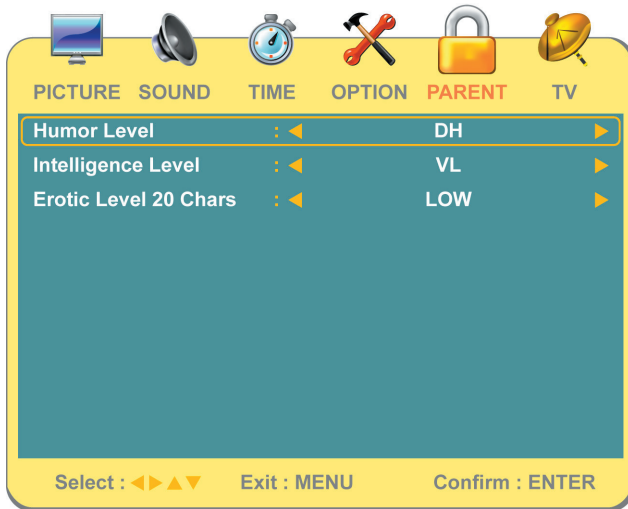 PICTURE SOUND TIME OPTION PARENT TV
Humor Level : DH
Intelligence Level : VL
Erotic Level 20 Chars : LOW
Select : ◀▶▲▼ Exit : MENU Confirm : ENTER